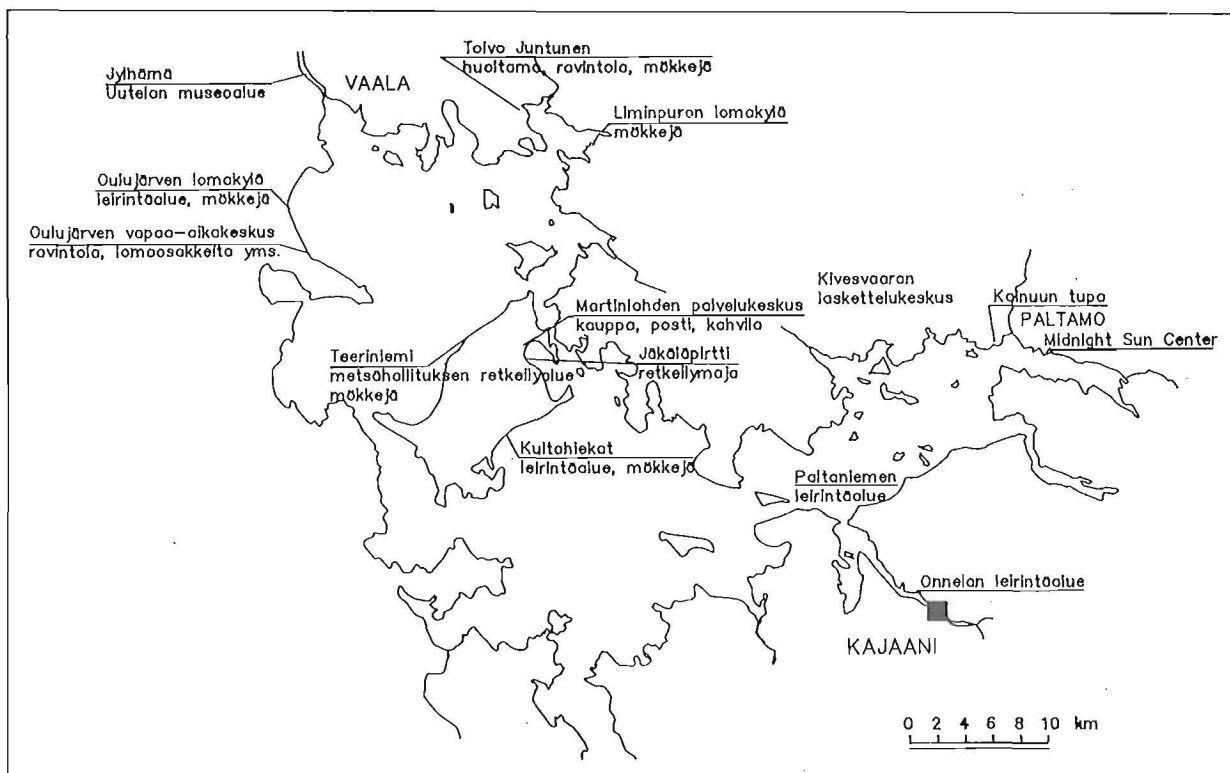 Toivo Juntunen
huoltamo, ravintola, mökkejä
Jylhämä
Uutelan museoalue
VAALA
Liminpuron lomakylä
mökkejä
Oulujärven lomakylä
leirintäalue, mökkejä
Oulujärven vapaa-aikakeskus
ravintola, lomaosakkeita yms.
Kivesvaaran
laskettelukeskus
Kainuun tupa
PALTAMO
Midnight Sun Center
Martinlahden palvelukeskus
kauppa, posti, kahvila
Teeriniemi
metsähallituksen retkeilyalue
mökkejä
Jäkäläpirtti
retkeilymaja
Kultahiekat
leirintäalue, mökkejä
Paltaniemen
leirintäalue
Onnelan leirintäalue
KAJAANI
0 2 4 6 8 10 km